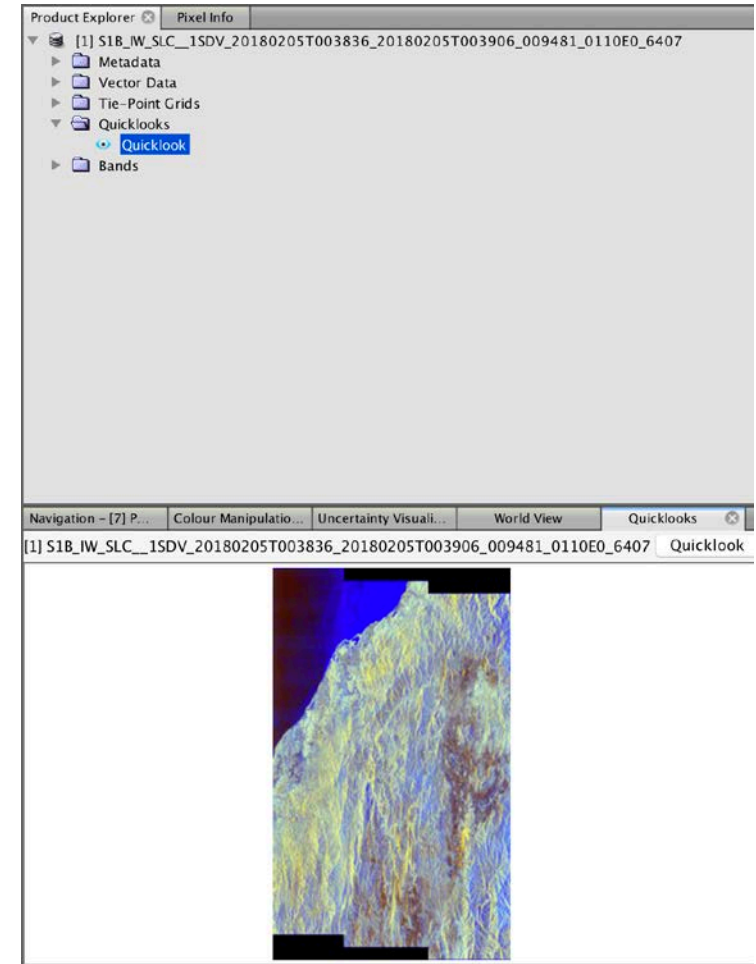 Product Explorer Pixel Info
[1] S1B_IW_SLC__1SDV_20180205T003836_20180205T003906_009481_0110E0_6407
Metadata
Vector Data
Tie-Point Grids
Quicklooks
Quicklook
Bands
Navigation - [7] P... Colour Manipulatio... Uncertainty Visuali... World View Quicklooks
[1] S1B_IW_SLC__1SDV_20180205T003836_20180205T003906_009481_0110E0_6407 Quicklook